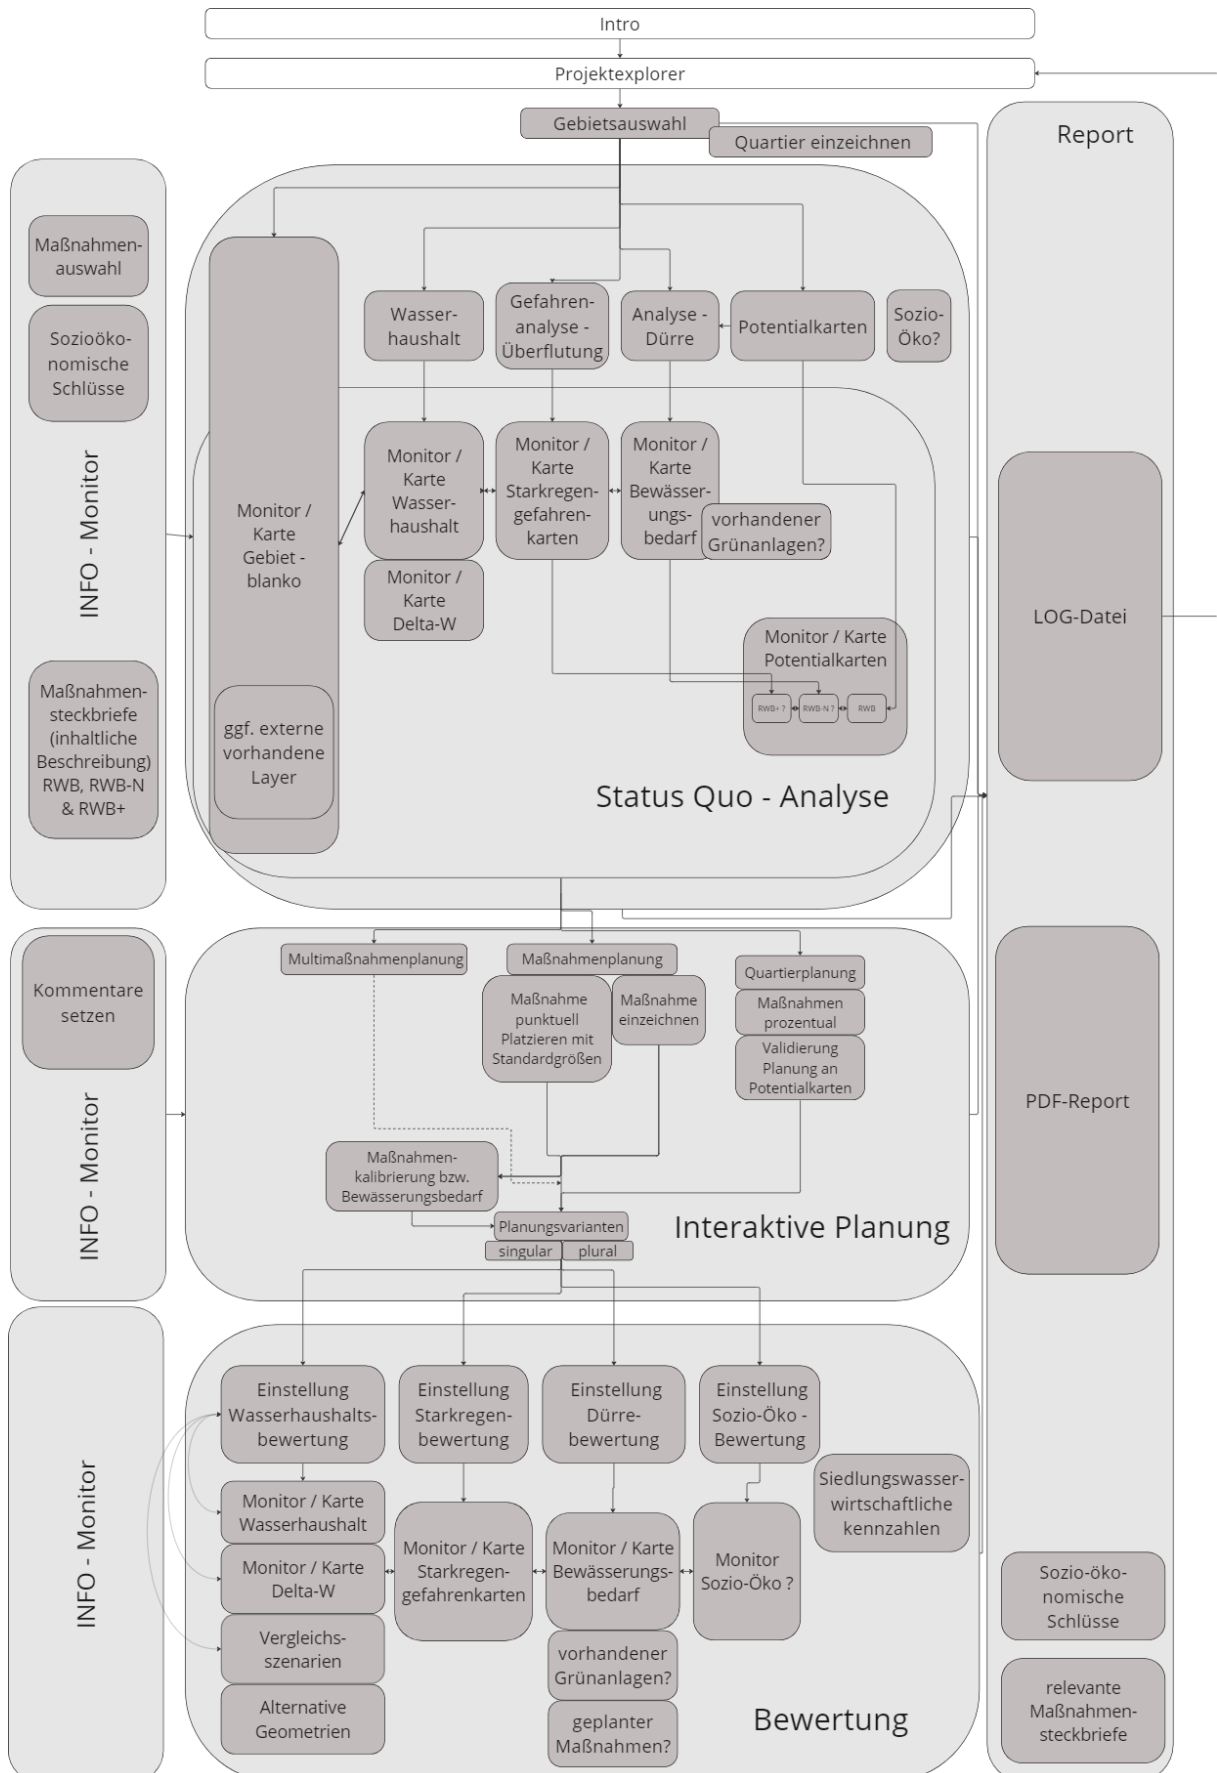 Intro
Projektexplorer
Gebietsauswahl
Quartier einzeichnen
Report
Maßnahmen-
auswahl
Sozioöko-
nomische
Schlüsse
INFO - Monitor
Maßnahmen-
steckbriefe
(inhaltliche
Beschreibung)
RWB, RWB-N
& RWB+
Wasser-
haushalt
Gefahren-
analyse -
Überflutung
Analyse -
Dürre
Potentialkarten
Sozio-
Öko?
Monitor /
Karte
Gebiet -
blanko
ggf. externe
vorhandene
Layer
Monitor /
Karte
Wasser-
haushalt
Monitor /
Karte
Delta-W
Monitor /
Karte
Starkregen-
gefahren-
karten
Monitor /
Karte
Bewässer-
ungs-
bedarf
vorhandener
Grünanlagen?
Monitor / Karte
Potentialkarten
RWB+ ?
RWB-N ?
RWB
Status Quo - Analyse
LOG-Datei
Kommentare
setzen
INFO - Monitor
Multimaßnahmenplanung
Maßnahmenplanung
Maßnahme
punktuell
Platzieren mit
Standardgrößen
Maßnahme
einzeichnen
Quartierplanung
Maßnahmen
prozentual
Validierung
Planung an
Potentialkarten
Maßnahmen-
kalibrierung bzw.
Bewässerungsbedarf
Planungsvarianten
singular
plural
Interaktive Planung
PDF-Report
INFO - Monitor
Einstellung
Wasserhaushalts-
bewertung
Einstellung
Starkregen-
bewertung
Einstellung
Dürre-
bewertung
Einstellung
Sozio-Öko -
Bewertung
Siedlungswasser-
wirtschaftliche
kennzahlen
Monitor / Karte
Wasserhaushalt
Monitor / Karte
Delta-W
Vergleichs-
szenarien
Alternative
Geometrien
Monitor / Karte
Starkregen-
gefahrenkarten
Monitor / Karte
Bewässerungs-
bedarf
vorhandener
Grünanlagen?
geplanter
Maßnahmen?
Monitor
Sozio-Öko ?
Bewertung
Sozio-öko-
nomische
Schlüsse
relevante
Maßnahmen-
steckbriefe